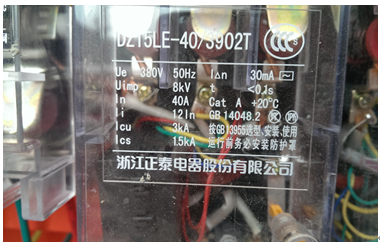 DZ15LE-40/3902T CCC
Ue 380V 50Hz IΔn 30mA
Uimp 8kV t <0.1s
In 40A Cat A +20°C
Ii 12In GB 14048.2
Icu 3kA 按GB13955选型,安装,使用
Ics 1.5kA 运行前务必安装防护罩
浙江正泰电器股份有限公司